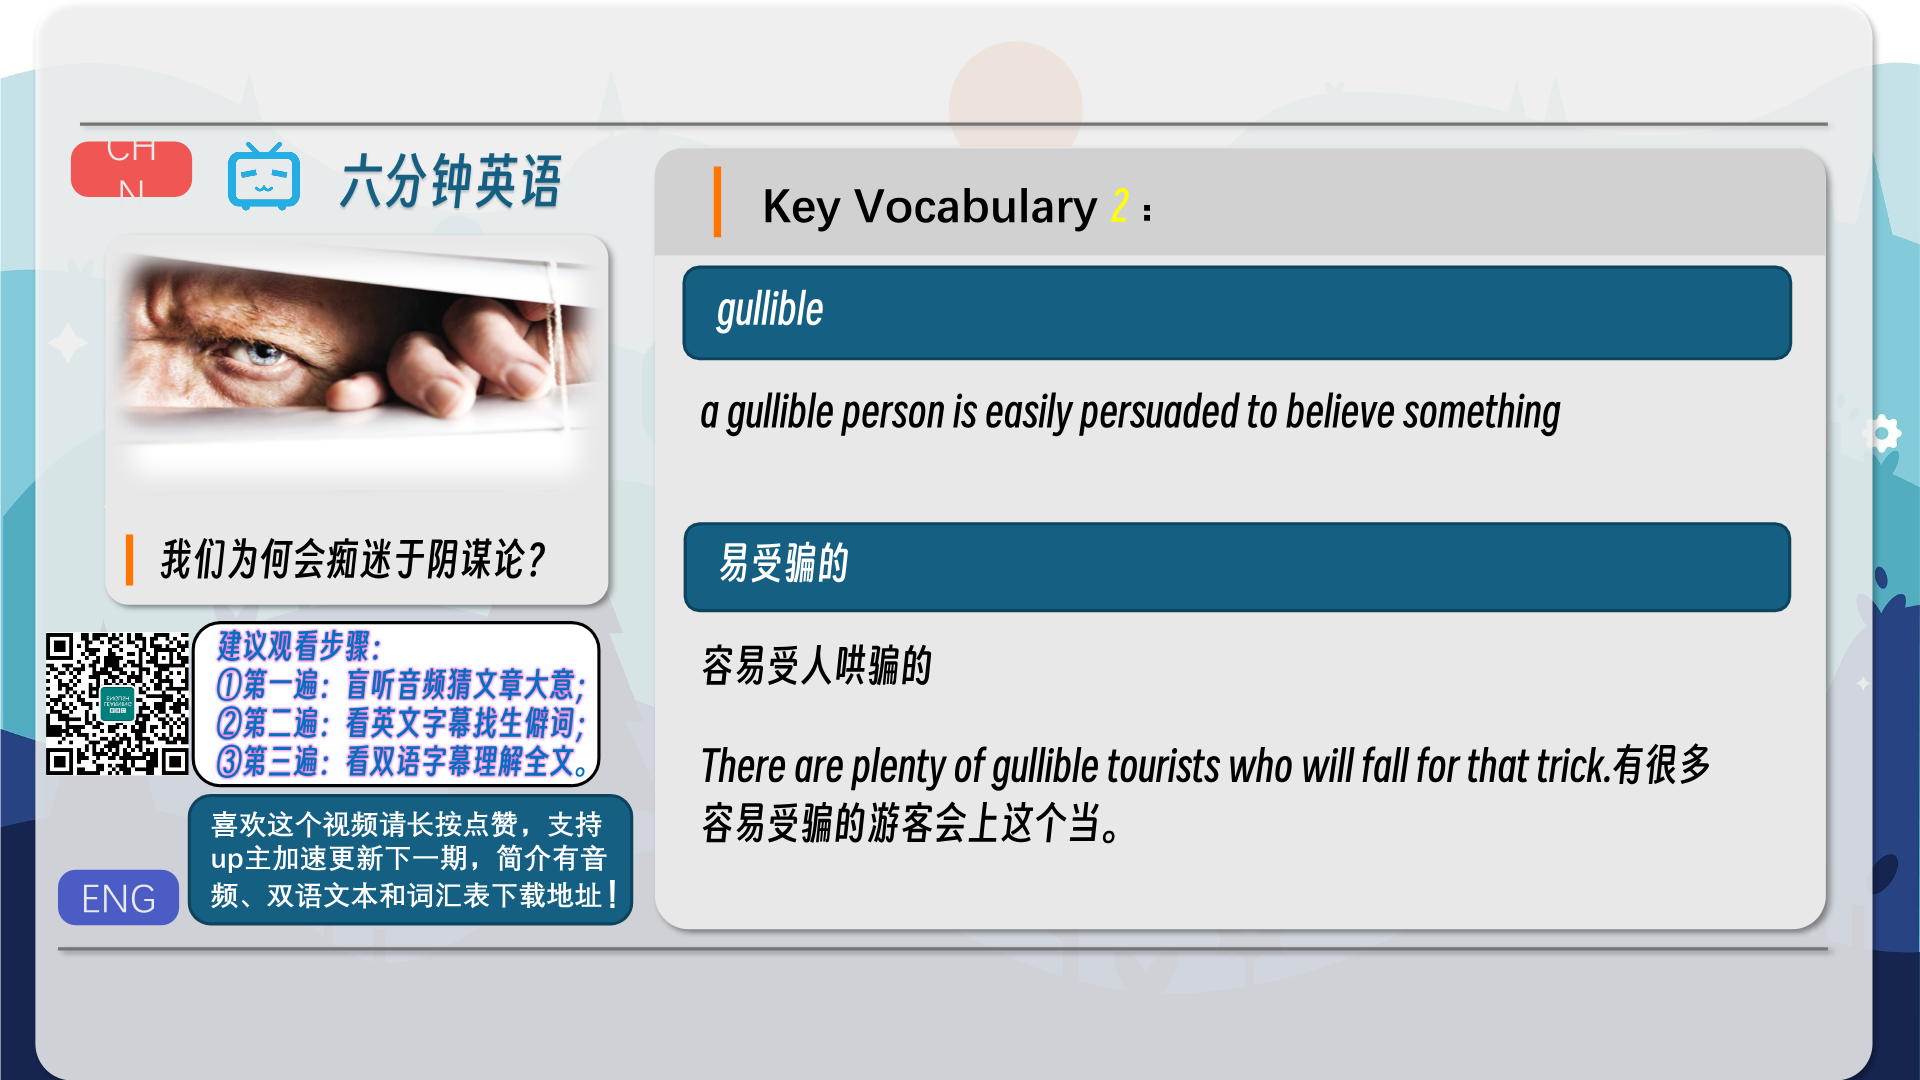 CH
N
六分钟英语
我们为何会痴迷于阴谋论？
建议观看步骤：
①第一遍：盲听音频猜文章大意；
②第二遍：看英文字幕找生僻词；
③第三遍：看双语字幕理解全文。
喜欢这个视频请长按点赞，支持
up主加速更新下一期，简介有音
频、双语文本和词汇表下载地址！
ENG
Key Vocabulary 2：
gullible
a gullible person is easily persuaded to believe something
易受骗的
容易受人哄骗的
There are plenty of gullible tourists who will fall for that trick.有很多
容易受骗的游客会上这个当。